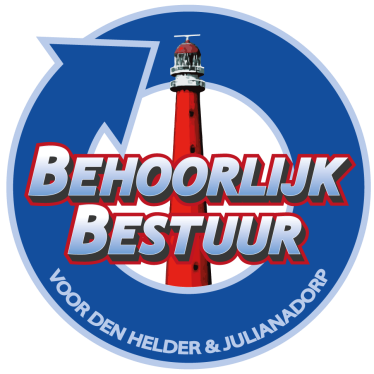 BEHOORLIJK
BESTUUR
VOOR DEN HELDER & JULIANADORP